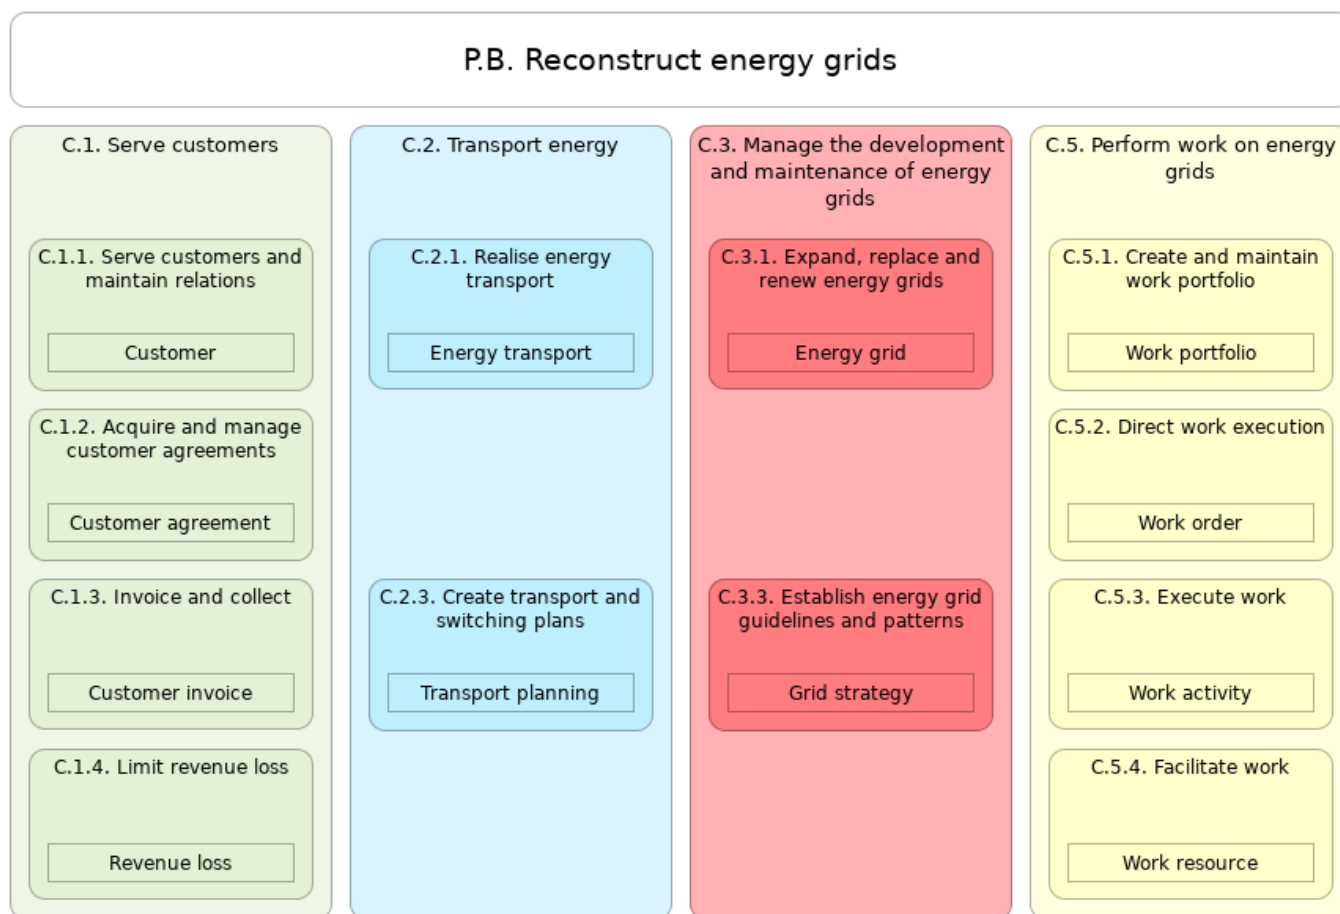 P.B. Reconstruct energy grids
C.1. Serve customers
C.1.1. Serve customers and
maintain relations
Customer
C.1.2. Acquire and manage
customer agreements
Customer agreement
C.1.3. Invoice and collect
Customer invoice
C.1.4. Limit revenue loss
Revenue loss
C.2. Transport energy
C.2.1. Realise energy
transport
Energy transport
C.2.3. Create transport and
switching plans
Transport planning
C.3. Manage the development
and maintenance of energy
grids
C.3.1. Expand, replace and
renew energy grids
Energy grid
C.3.3. Establish energy grid
guidelines and patterns
Grid strategy
C.5. Perform work on energy
grids
C.5.1. Create and maintain
work portfolio
Work portfolio
C.5.2. Direct work execution
Work order
C.5.3. Execute work
Work activity
C.5.4. Facilitate work
Work resource